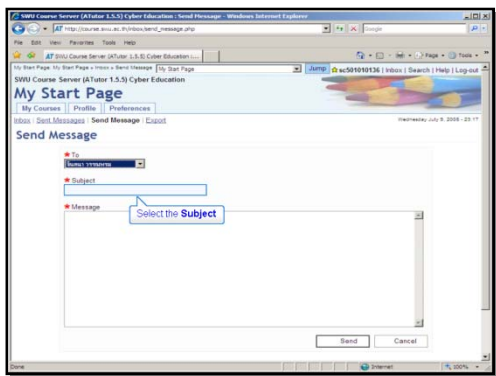 SWU Course Server (ATutor 1.5.5) Cyber Education : Send Message - Windows Internet Explorer
http://course.swu.ac.th/inbox/send_message.php
Google
File Edit View Favorites Tools Help
SWU Course Server (ATutor 1.5.5) Cyber Education :...
Page Tools
My Start Page: My Start Page » Inbox » Send Message My Start Page Jump sc501010136 | Inbox | Search | Help | Log-out
SWU Course Server (ATutor 1.5.5) Cyber Education
My Start Page
My Courses Profile Preferences
Inbox | Sent Messages | Send Message | Export
Wednesday July 9, 2008 - 23:17
Send Message
To
Subject
Select the Subject
Message
Send Cancel
Done Internet 100%